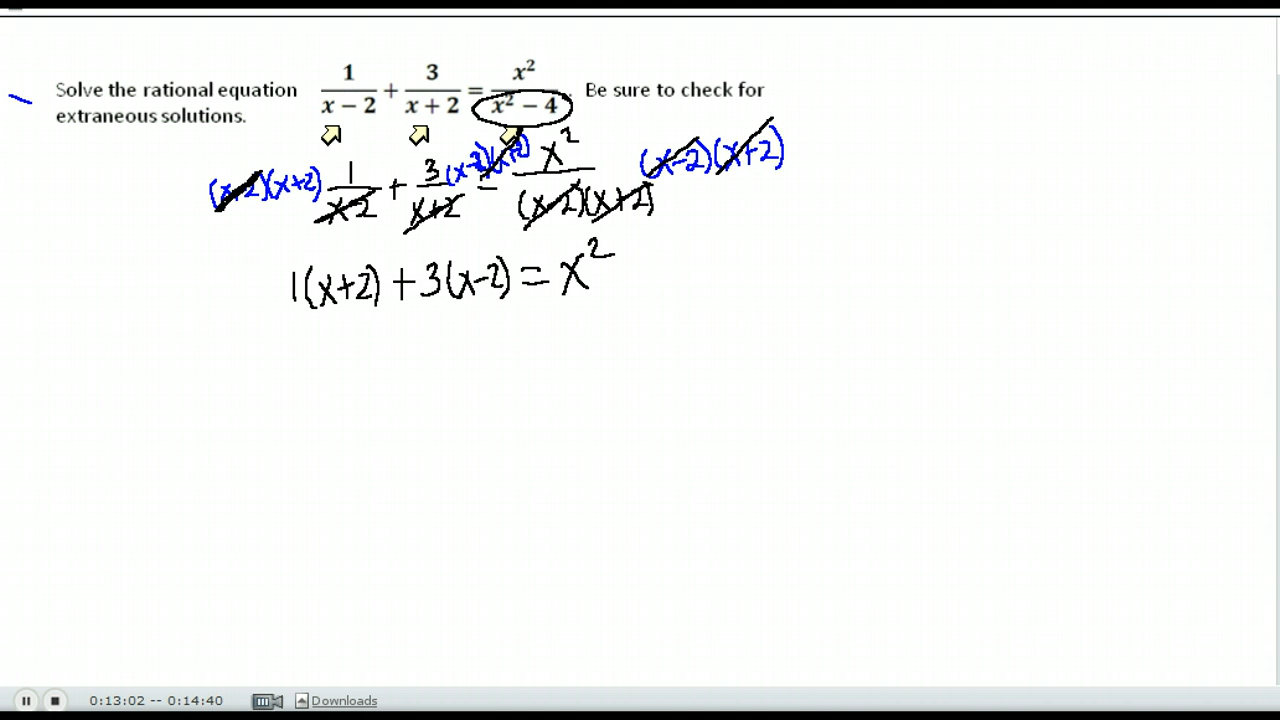 Solve the rational equation 1/(x − 2) + 3/(x + 2) = x²/(x² − 4). Be sure to check for
extraneous solutions.
(x-2)(x+2) 1/(x-2) + 3/(x+2) (x-2)(x+2) = x²/((x-2)(x+2)) (x-2)(x+2)
1(x+2) + 3(x-2) = x²
0:13:02 -- 0:14:40 Downloads